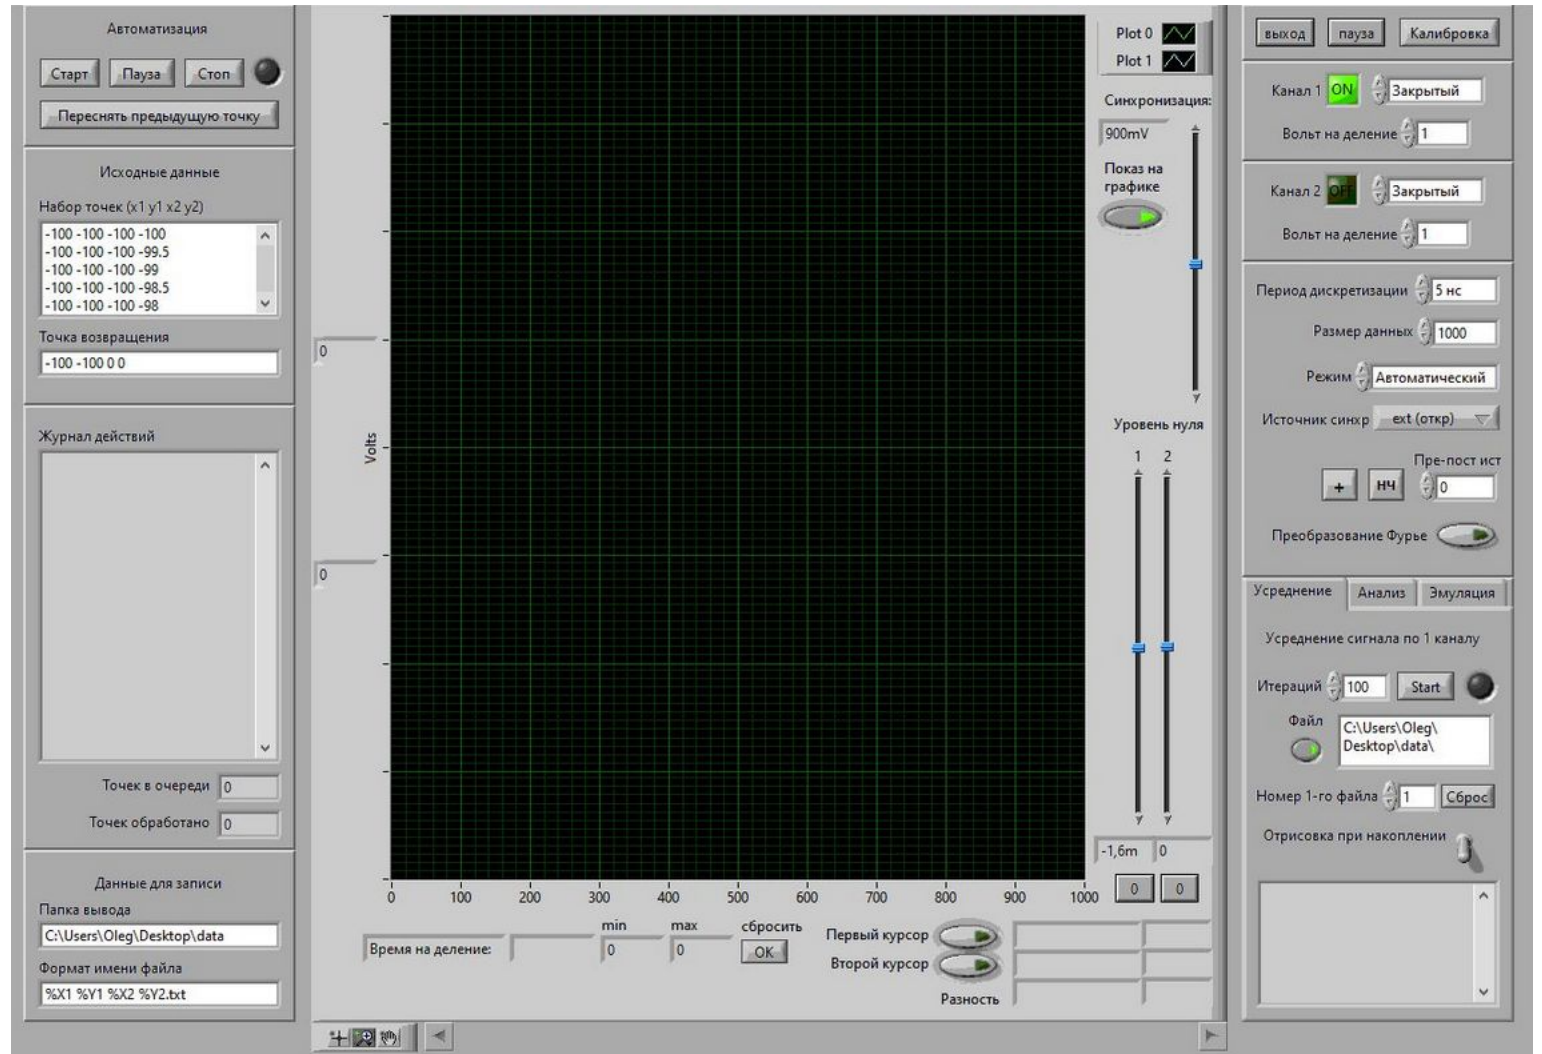 Автоматизация
Старт Пауза Стоп
Переснять предыдущую точку
Исходные данные
Набор точек (x1 y1 x2 y2)
-100 -100 -100 -100
-100 -100 -100 -99.5
-100 -100 -100 -99
-100 -100 -100 -98.5
-100 -100 -100 -98
Точка возвращения
-100 -100 0 0
Журнал действий
Точек в очереди 0
Точек обработано 0
Данные для записи
Папка вывода
C:\Users\Oleg\Desktop\data
Формат имени файла
%X1 %Y1 %X2 %Y2.txt
0
Volts
0
0 100 200 300 400 500 600 700 800 900 1000
Время на деление:
min max сбросить
0 0 OK
Первый курсор
Второй курсор
Разность
Plot 0
Plot 1
Синхронизация:
900mV
Показ на
графике
Уровень нуля
1 2
-1,6m 0
0 0
выход пауза Калибровка
Канал 1 ON Закрытый
Вольт на деление 1
Канал 2 OFF Закрытый
Вольт на деление 1
Период дискретизации 5 нс
Размер данных 1000
Режим Автоматический
Источник синхр ext (откр)
Пре-пост ист
+ НЧ 0
Преобразование Фурье
Усреднение Анализ Эмуляция
Усреднение сигнала по 1 каналу
Итераций 100 Start
Файл
C:\Users\Oleg\
Desktop\data\
Номер 1-го файла 1 Сброс
Отрисовка при накоплении